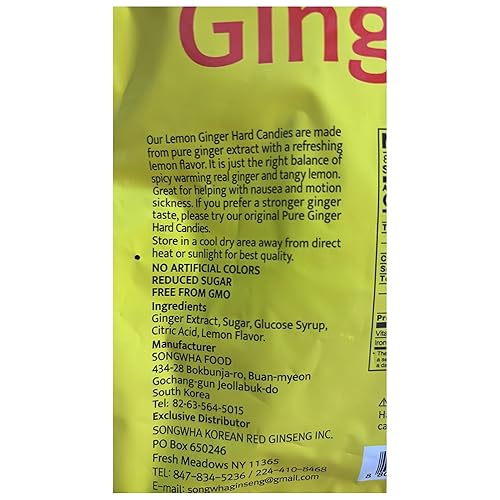 Ging
Our Lemon Ginger Hard Candies are made
from pure ginger extract with a refreshing
lemon flavor. It is just the right balance of
spicy warming real ginger and tangy lemon.
Great for helping with nausea and motion
sickness. If you prefer a stronger ginger
taste, please try our original Pure Ginger
Hard Candies.
Store in a cool dry area away from direct
heat or sunlight for best quality.
NO ARTIFICIAL COLORS
REDUCED SUGAR
FREE FROM GMO
Ingredients
Ginger Extract, Sugar, Glucose Syrup,
Citric Acid, Lemon Flavor.
Manufacturer
SONGWHA FOOD
434-28 Bokbunja-ro, Buan-myeon
Gochang-gun Jeollabuk-do
South Korea
Tel: 82-63-564-5015
Exclusive Distributor
SONGWHA KOREAN RED GINSENG INC.
PO Box 650246
Fresh Meadows NY 11365
TEL: 847-834-5236 / 224-410-8468
E-mail: songwhaginseng@gmail.com